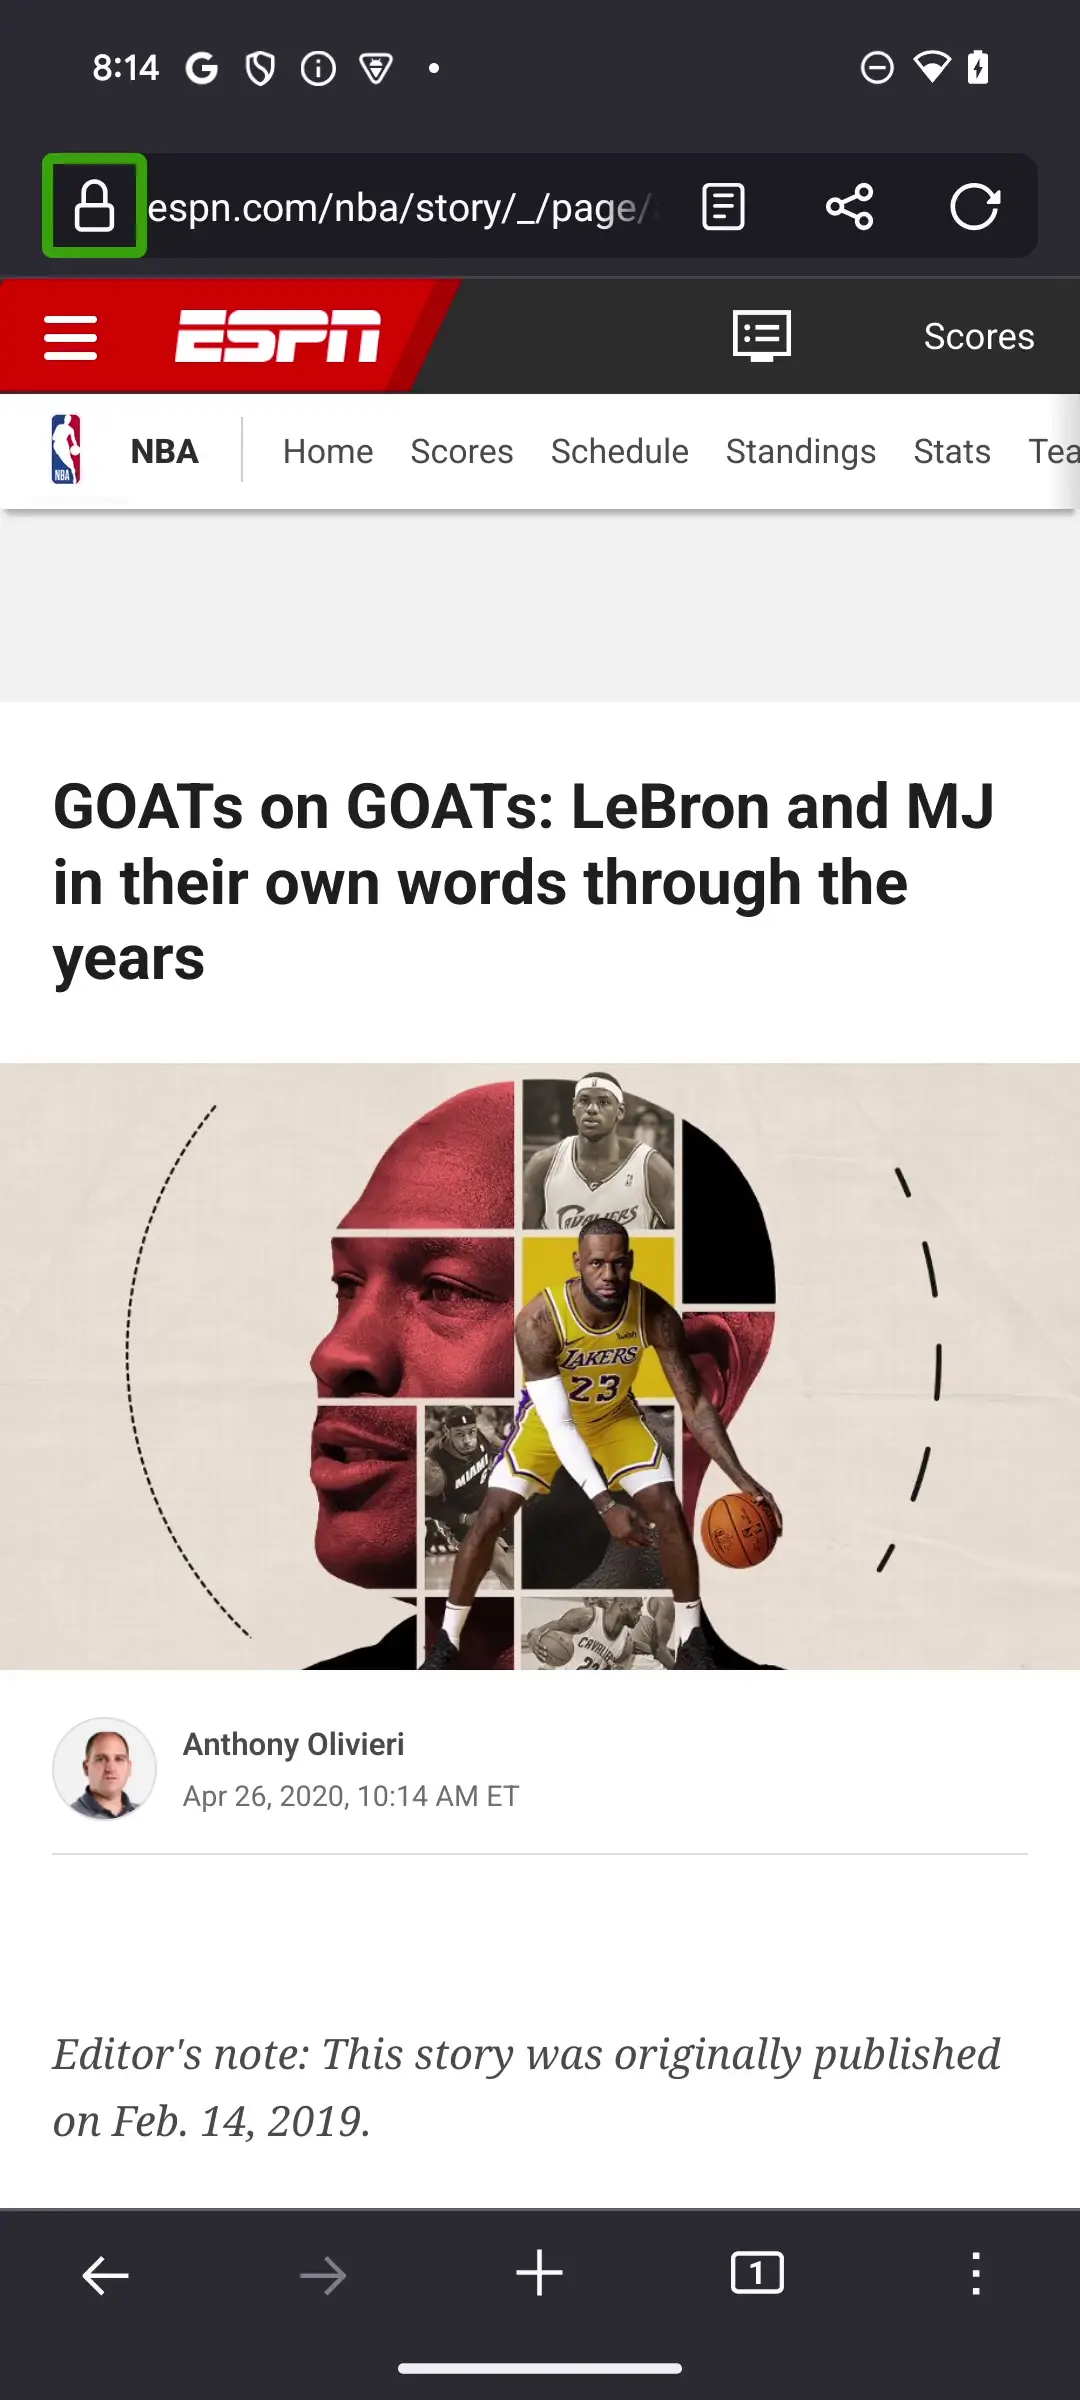 8:14
espn.com/nba/story/_/page/
ESPN
Scores
NBA
NBA Home Scores Schedule Standings Stats Tea
GOATs on GOATs: LeBron and MJ
in their own words through the
years
CAVALIERS
wish
LAKERS
23
MIAMI
CAVALIE
Anthony Olivieri
Apr 26, 2020, 10:14 AM ET
Editor's note: This story was originally published
on Feb. 14, 2019.
1